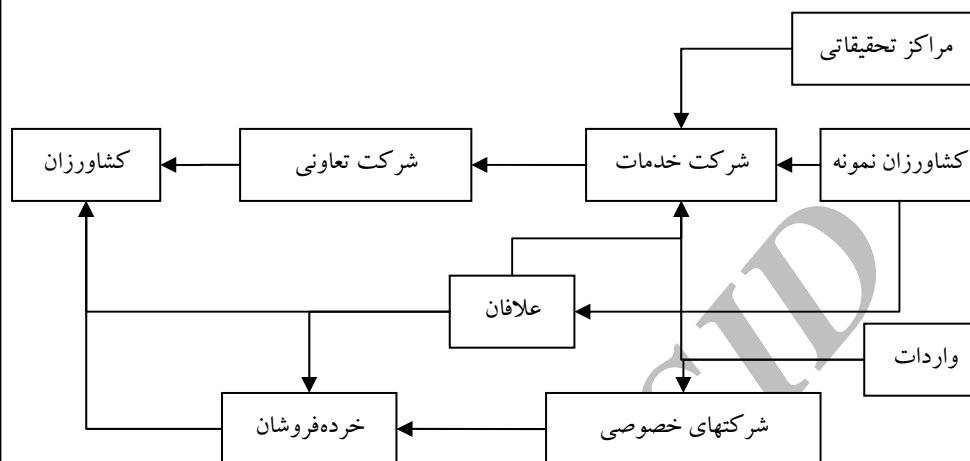 مراکز تحقیقاتی
کشاورزان نمونه
شرکت خدمات
شرکت تعاونی
کشاورزان
علافان
واردات
شرکتهای خصوصی
خرده‌فروشان